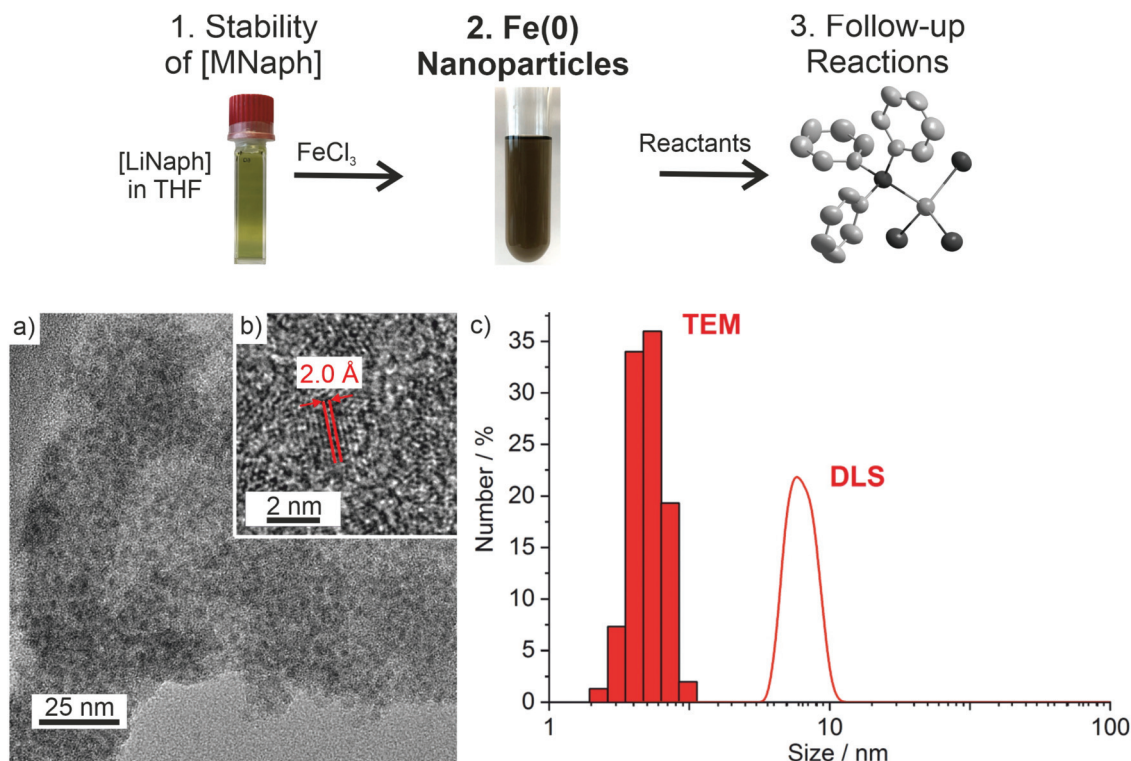 1. Stability
of [MNaph]
2. Fe(0)
Nanoparticles
3. Follow-up
Reactions
[LiNaph]
in THF
FeCl₃
Reactants
a)
25 nm
b)
2.0 Å
2 nm
c)
TEM
DLS
Number / %
35
30
25
20
15
10
5
0
1
10
100
Size / nm